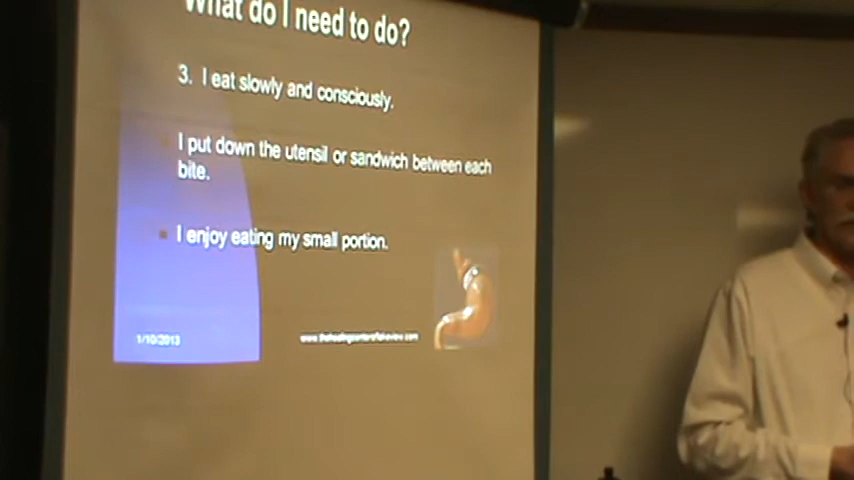 What do I need to do?
3. I eat slowly and consciously.
I put down the utensil or sandwich between each
bite.
I enjoy eating my small portion.
1/10/2013